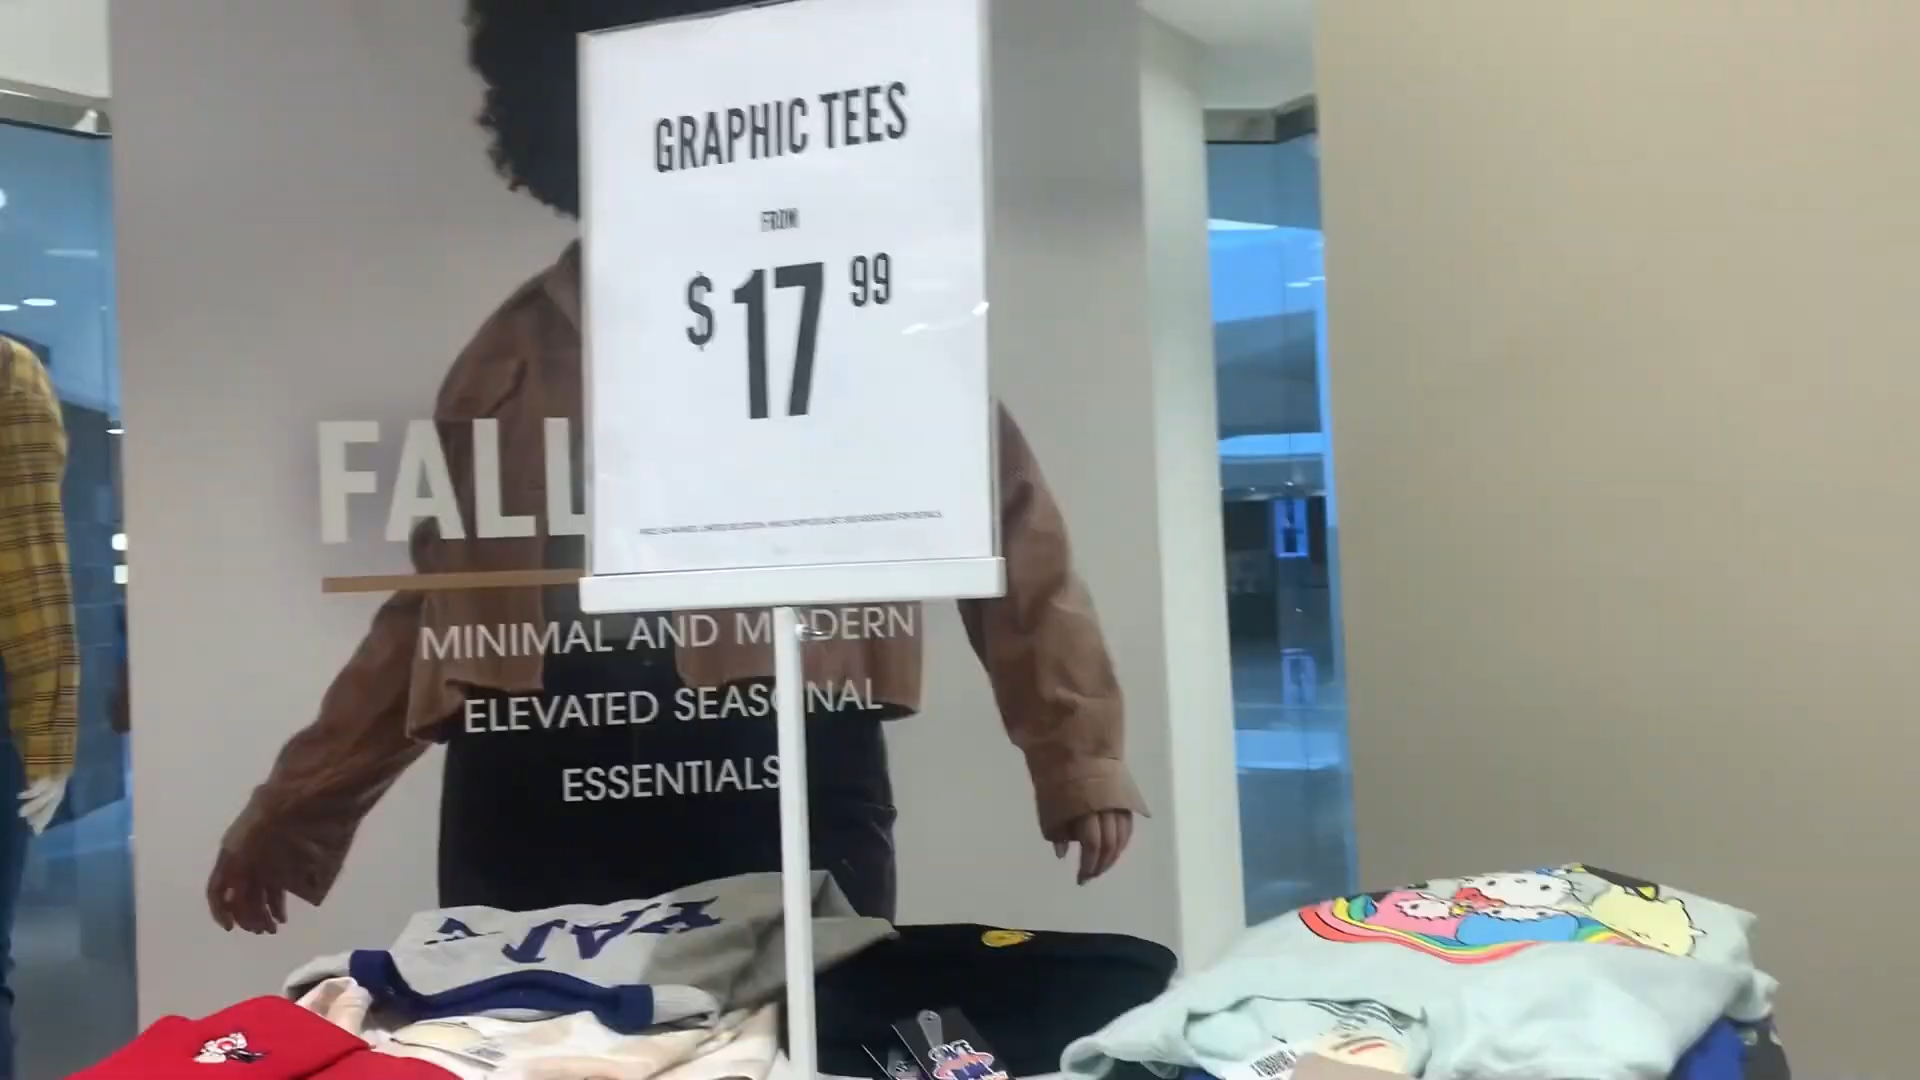 GRAPHIC TEES
FROM
$17 99
FALL
MINIMAL AND MODERN
ELEVATED SEASONAL
ESSENTIALS